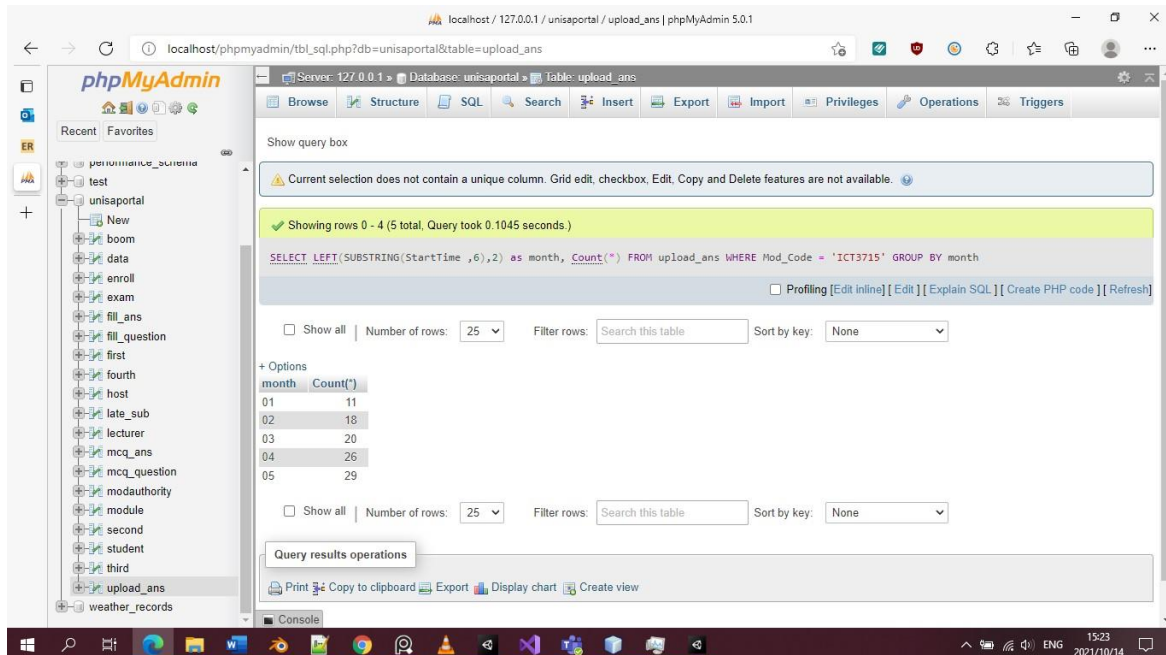 localhost / 127.0.0.1 / unisaportal / upload_ans | phpMyAdmin 5.0.1
localhost/phpmyadmin/tbl_sql.php?db=unisaportal&table=upload_ans
phpMyAdmin
Recent Favorites
performance_schema
test
unisaportal
New
boom
data
enroll
exam
fill_ans
fill_question
first
fourth
host
late_sub
lecturer
mcq_ans
mcq_question
modauthority
module
second
student
third
upload_ans
weather_records
Server: 127.0.0.1 » Database: unisaportal » Table: upload_ans
Browse Structure SQL Search Insert Export Import Privileges Operations Triggers
Show query box
Current selection does not contain a unique column. Grid edit, checkbox, Edit, Copy and Delete features are not available.
Showing rows 0 - 4 (5 total, Query took 0.1045 seconds.)
SELECT LEFT(SUBSTRING(StartTime ,6),2) as month, Count(*) FROM upload_ans WHERE Mod_Code = 'ICT3715' GROUP BY month
Profiling [Edit inline] [ Edit ] [ Explain SQL ] [ Create PHP code ] [ Refresh]
Show all | Number of rows: 25 Filter rows: Search this table Sort by key: None
+ Options
month Count(*)
01 11
02 18
03 20
04 26
05 29
Show all | Number of rows: 25 Filter rows: Search this table Sort by key: None
Query results operations
Print Copy to clipboard Export Display chart Create view
Console
ENG 15:23
2021/10/14